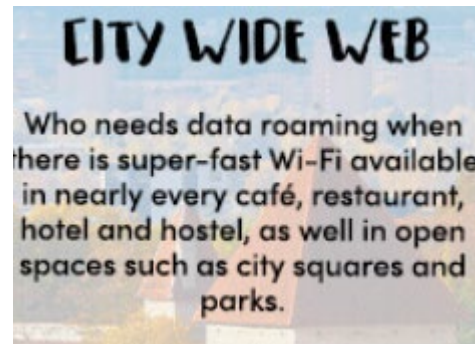 CITY WIDE WEB
Who needs data roaming when
there is super-fast Wi-Fi available
in nearly every café, restaurant,
hotel and hostel, as well in open
spaces such as city squares and
parks.